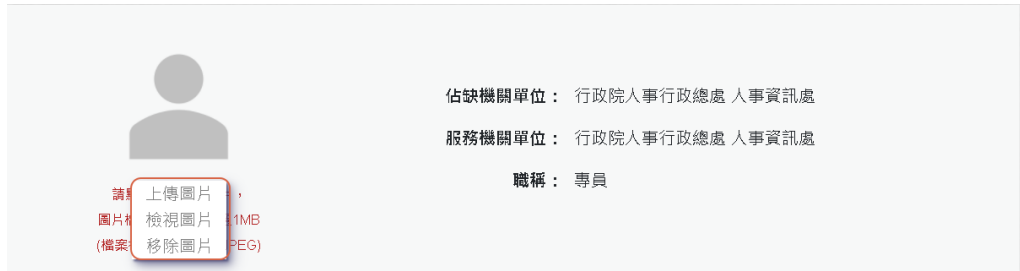 佔缺機關單位： 行政院人事行政總處 人事資訊處
服務機關單位： 行政院人事行政總處 人事資訊處
職稱： 專員
請
，
上傳圖片
圖片
1MB
檢視圖片
(檔案
PEG)
移除圖片